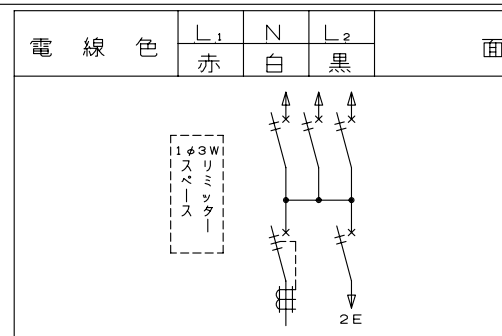 電線色 L1 N L2 面
赤 白 黒
1φ3W
リミッター
スペース
2E